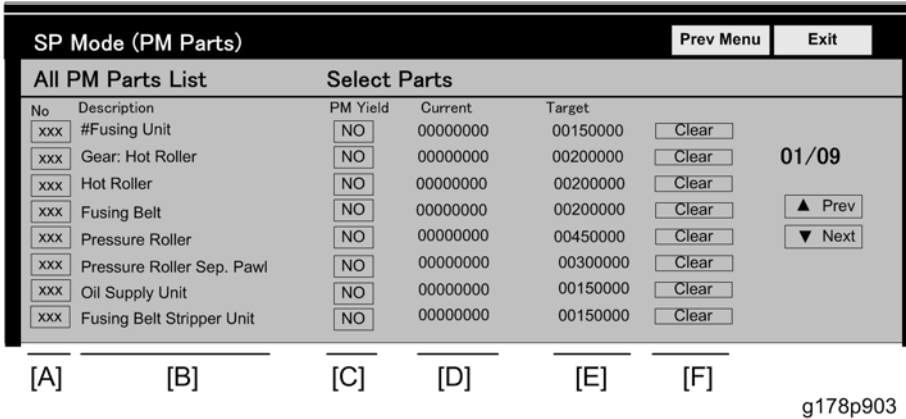 SP Mode (PM Parts) Prev Menu Exit
All PM Parts List Select Parts
No Description PM Yield Current Target
xxx #Fusing Unit NO 00000000 00150000 Clear
xxx Gear: Hot Roller NO 00000000 00200000 Clear 01/09
xxx Hot Roller NO 00000000 00200000 Clear
xxx Fusing Belt NO 00000000 00200000 Clear ▲ Prev
xxx Pressure Roller NO 00000000 00450000 Clear ▼ Next
xxx Pressure Roller Sep. Pawl NO 00000000 00300000 Clear
xxx Oil Supply Unit NO 00000000 00150000 Clear
xxx Fusing Belt Stripper Unit NO 00000000 00150000 Clear
[A] [B] [C] [D] [E] [F]
g178p903